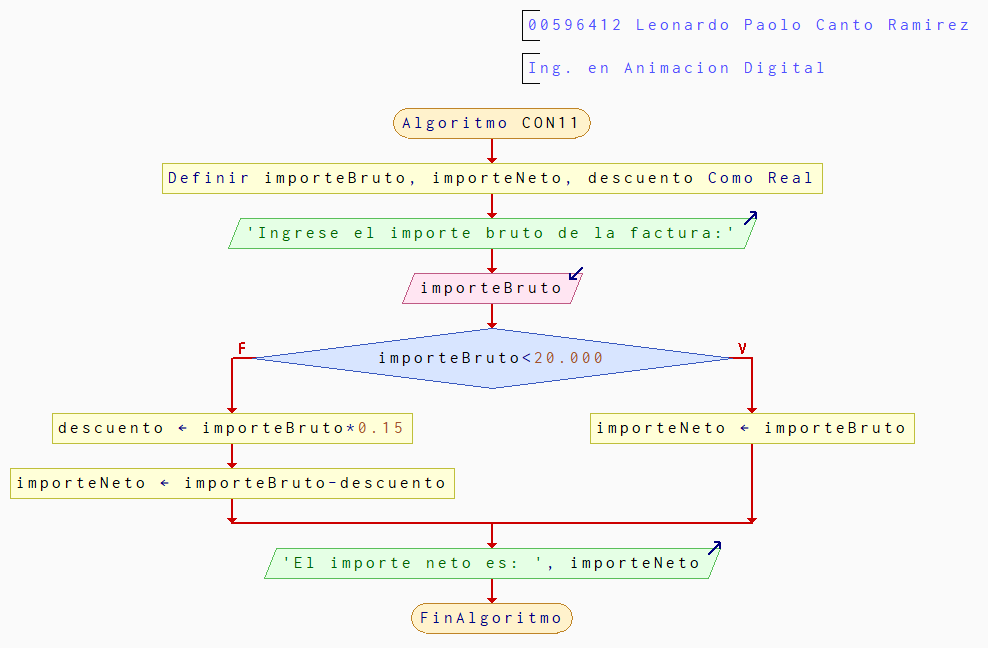 00596412 Leonardo Paolo Canto Ramirez
Ing. en Animacion Digital
Algoritmo CON11
Definir importeBruto, importeNeto, descuento Como Real
'Ingrese el importe bruto de la factura:'
importeBruto
F
V
importeBruto<20.000
descuento ← importeBruto*0.15
importeNeto ← importeBruto
importeNeto ← importeBruto-descuento
'El importe neto es: ', importeNeto
FinAlgoritmo